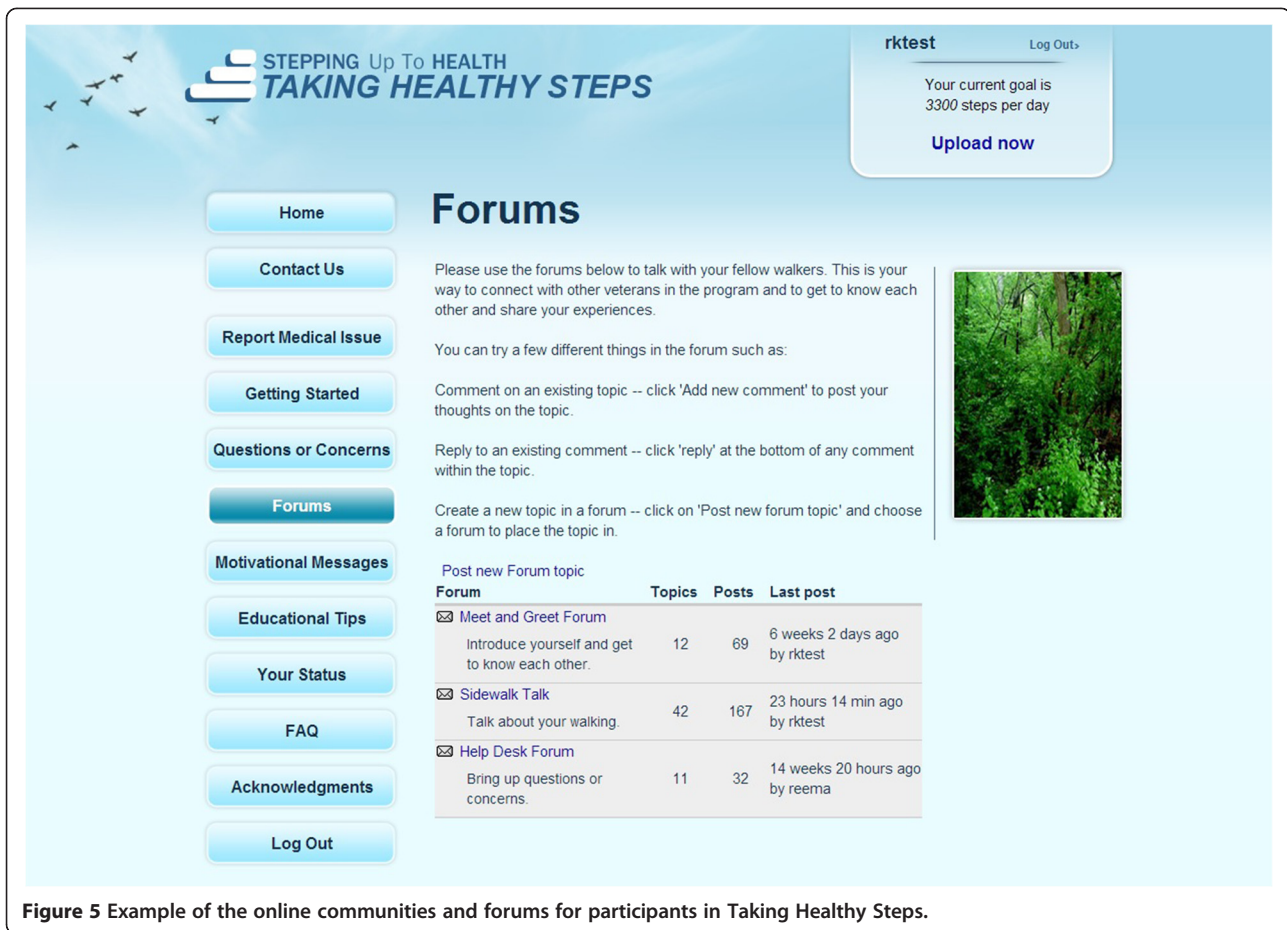 STEPPING Up To HEALTH
TAKING HEALTHY STEPS
rktest Log Out>
Your current goal is
3300 steps per day
Upload now
Home
Contact Us
Report Medical Issue
Getting Started
Questions or Concerns
Forums
Motivational Messages
Educational Tips
Your Status
FAQ
Acknowledgments
Log Out
Forums
Please use the forums below to talk with your fellow walkers. This is your
way to connect with other veterans in the program and to get to know each
other and share your experiences.
You can try a few different things in the forum such as:
Comment on an existing topic -- click 'Add new comment' to post your
thoughts on the topic.
Reply to an existing comment -- click 'reply' at the bottom of any comment
within the topic.
Create a new topic in a forum -- click on 'Post new forum topic' and choose
a forum to place the topic in.
Post new Forum topic
Forum Topics Posts Last post
Meet and Greet Forum
Introduce yourself and get
to know each other.
12 69
6 weeks 2 days ago
by rktest
Sidewalk Talk
Talk about your walking.
42 167
23 hours 14 min ago
by rktest
Help Desk Forum
Bring up questions or
concerns.
11 32
14 weeks 20 hours ago
by reema
Figure 5 Example of the online communities and forums for participants in Taking Healthy Steps.